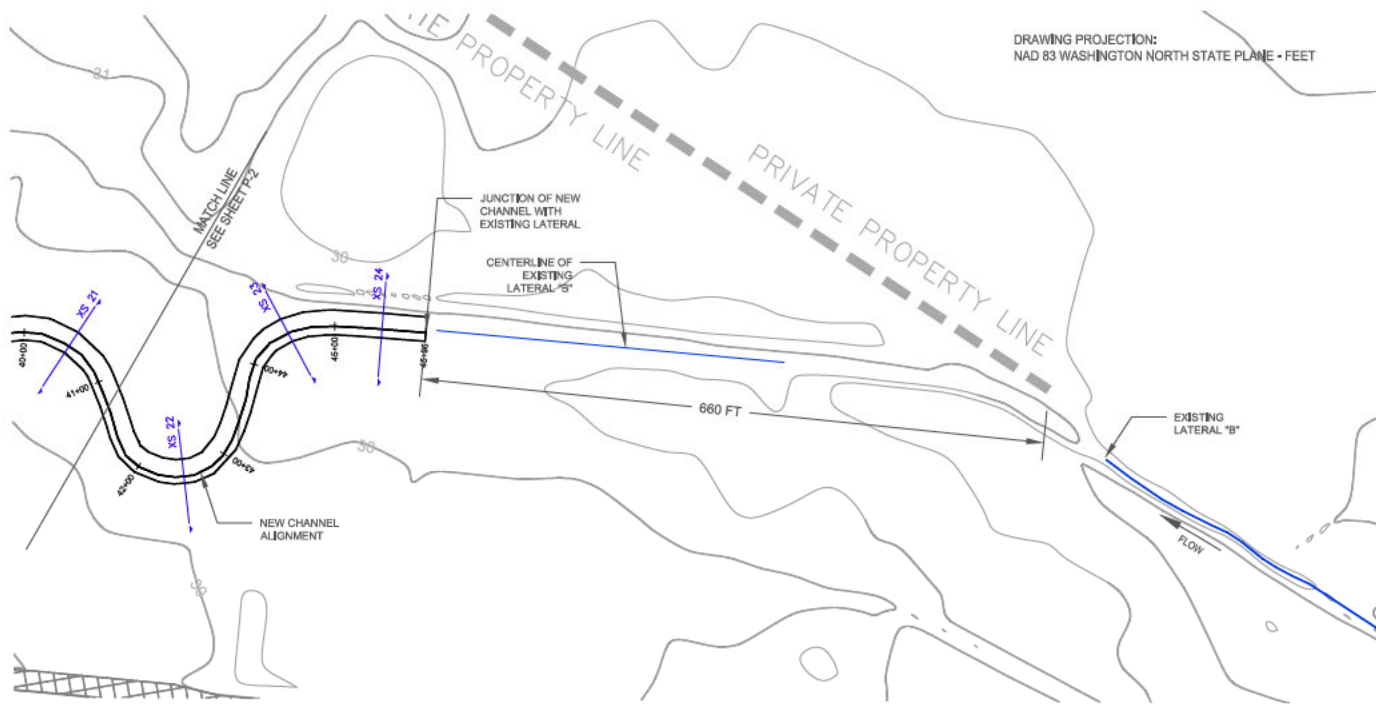 THE PROPERTY LINE
PRIVATE PROPERTY LINE
DRAWING PROJECTION:
NAD 83 WASHINGTON NORTH STATE PLANE - FEET
31
MATCH LINE
SEE SHEET P-2
JUNCTION OF NEW
CHANNEL WITH
EXISTING LATERAL
30
CENTERLINE OF
EXISTING
LATERAL "B"
XS 21
XS 23
XS 24
XS 22
40+00
41+00
42+00
43+00
44+00
45+00
45+96
660 FT
EXISTING
LATERAL "B"
FLOW
30
NEW CHANNEL
ALIGNMENT